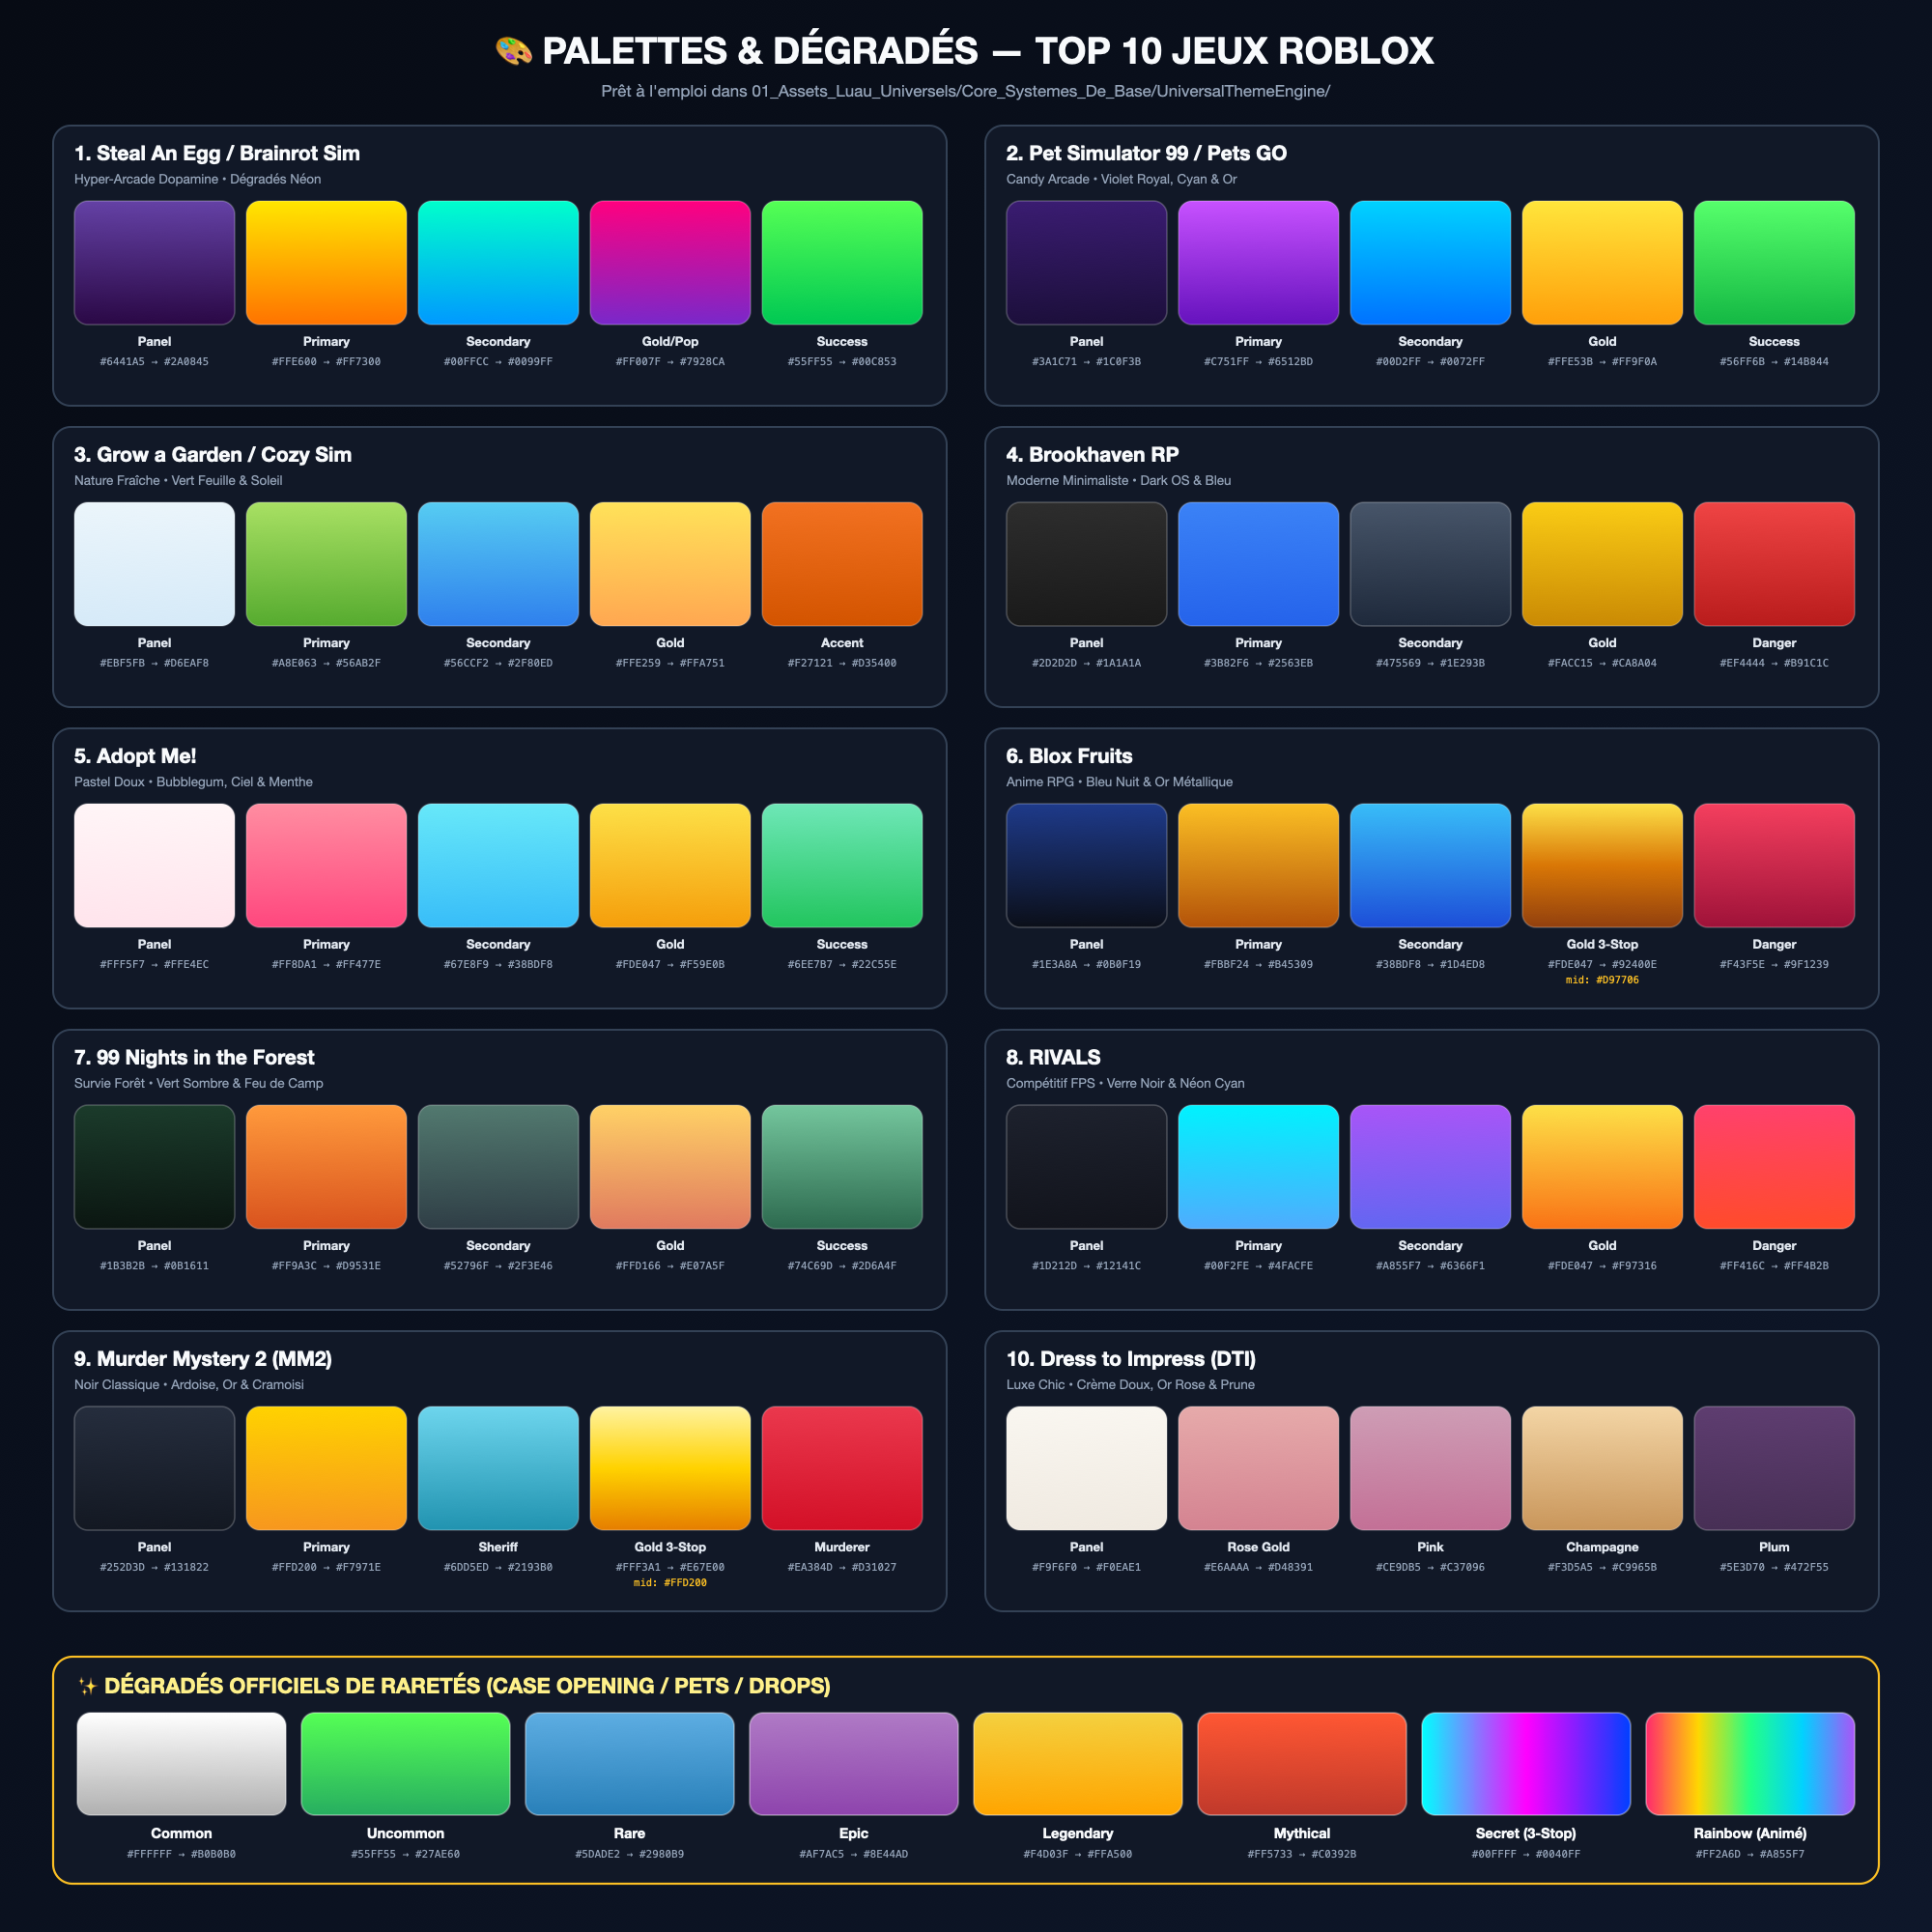 🎨 PALETTES & DÉGRADÉS — TOP 10 JEUX ROBLOX
Prêt à l'emploi dans 01_Assets_Luau_Universels/Core_Systemes_De_Base/UniversalThemeEngine/
1. Steal An Egg / Brainrot Sim
Hyper-Arcade Dopamine • Dégradés Néon
Panel Primary Secondary Gold/Pop Success
#6441A5 → #2A0845 #FFE600 → #FF7300 #00FFCC → #0099FF #FF007F → #7928CA #55FF55 → #00C853
2. Pet Simulator 99 / Pets GO
Candy Arcade • Violet Royal, Cyan & Or
Panel Primary Secondary Gold Success
#3A1C71 → #1C0F3B #C751FF → #6512BD #00D2FF → #0072FF #FFE53B → #FF9F0A #56FF6B → #14B844
3. Grow a Garden / Cozy Sim
Nature Fraîche • Vert Feuille & Soleil
Panel Primary Secondary Gold Accent
#EBF5FB → #D6EAF8 #A8E063 → #56AB2F #56CCF2 → #2F80ED #FFE259 → #FFA751 #F27121 → #D35400
4. Brookhaven RP
Moderne Minimaliste • Dark OS & Bleu
Panel Primary Secondary Gold Danger
#2D2D2D → #1A1A1A #3B82F6 → #2563EB #475569 → #1E293B #FACC15 → #CA8A04 #EF4444 → #B91C1C
5. Adopt Me!
Pastel Doux • Bubblegum, Ciel & Menthe
Panel Primary Secondary Gold Success
#FFF5F7 → #FFE4EC #FF8DA1 → #FF477E #67E8F9 → #38BDF8 #FDE047 → #F59E0B #6EE7B7 → #22C55E
6. Blox Fruits
Anime RPG • Bleu Nuit & Or Métallique
Panel Primary Secondary Gold 3-Stop Danger
#1E3A8A → #0B0F19 #FBBF24 → #B45309 #38BDF8 → #1D4ED8 #FDE047 → #92400E #F43F5E → #9F1239
mid: #D97706
7. 99 Nights in the Forest
Survie Forêt • Vert Sombre & Feu de Camp
Panel Primary Secondary Gold Success
#1B3B2B → #0B1611 #FF9A3C → #D9531E #52796F → #2F3E46 #FFD166 → #E07A5F #74C69D → #2D6A4F
8. RIVALS
Compétitif FPS • Verre Noir & Néon Cyan
Panel Primary Secondary Gold Danger
#1D212D → #12141C #00F2FE → #4FACFE #A855F7 → #6366F1 #FDE047 → #F97316 #FF416C → #FF4B2B
9. Murder Mystery 2 (MM2)
Noir Classique • Ardoise, Or & Cramoisi
Panel Primary Sheriff Gold 3-Stop Murderer
#252D3D → #131822 #FFD200 → #F7971E #6DD5ED → #2193B0 #FFF3A1 → #E67E00 #EA384D → #D31027
mid: #FFD200
10. Dress to Impress (DTI)
Luxe Chic • Crème Doux, Or Rose & Prune
Panel Rose Gold Pink Champagne Plum
#F9F6F0 → #F0EAE1 #E6AAAA → #D48391 #CE9DB5 → #C37096 #F3D5A5 → #C9965B #5E3D70 → #472F55
✨ DÉGRADÉS OFFICIELS DE RARETÉS (CASE OPENING / PETS / DROPS)
Common Uncommon Rare Epic Legendary Mythical Secret (3-Stop) Rainbow (Animé)
#FFFFFF → #B0B0B0 #55FF55 → #27AE60 #5DADE2 → #2980B9 #AF7AC5 → #8E44AD #F4D03F → #FFA500 #FF5733 → #C0392B #00FFFF → #0040FF #FF2A6D → #A855F7